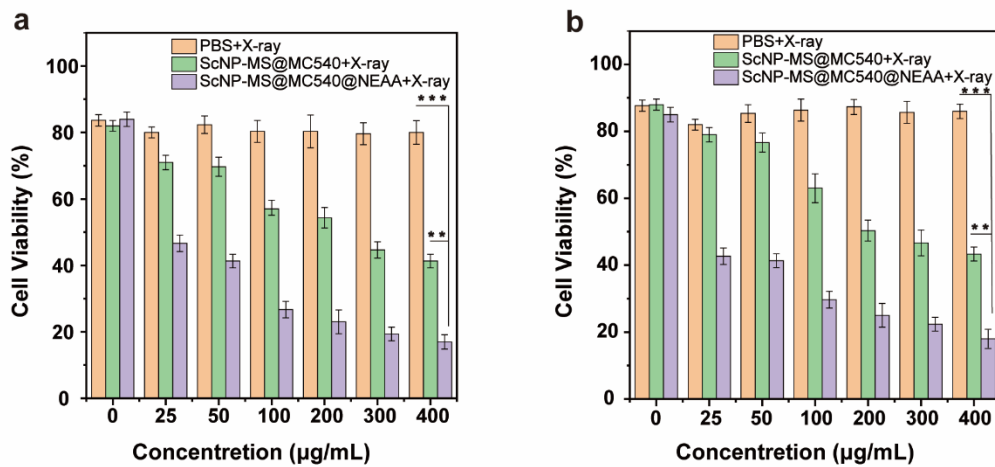 a
PBS+X-ray
ScNP-MS@MC540+X-ray
ScNP-MS@MC540@NEAA+X-ray
***
**
100
80
60
40
20
0
Cell Viability (%)
0 25 50 100 200 300 400
Concentretion (μg/mL)
b
PBS+X-ray
ScNP-MS@MC540+X-ray
ScNP-MS@MC540@NEAA+X-ray
***
**
100
80
60
40
20
0
Cell Viability (%)
0 25 50 100 200 300 400
Concentretion (μg/mL)